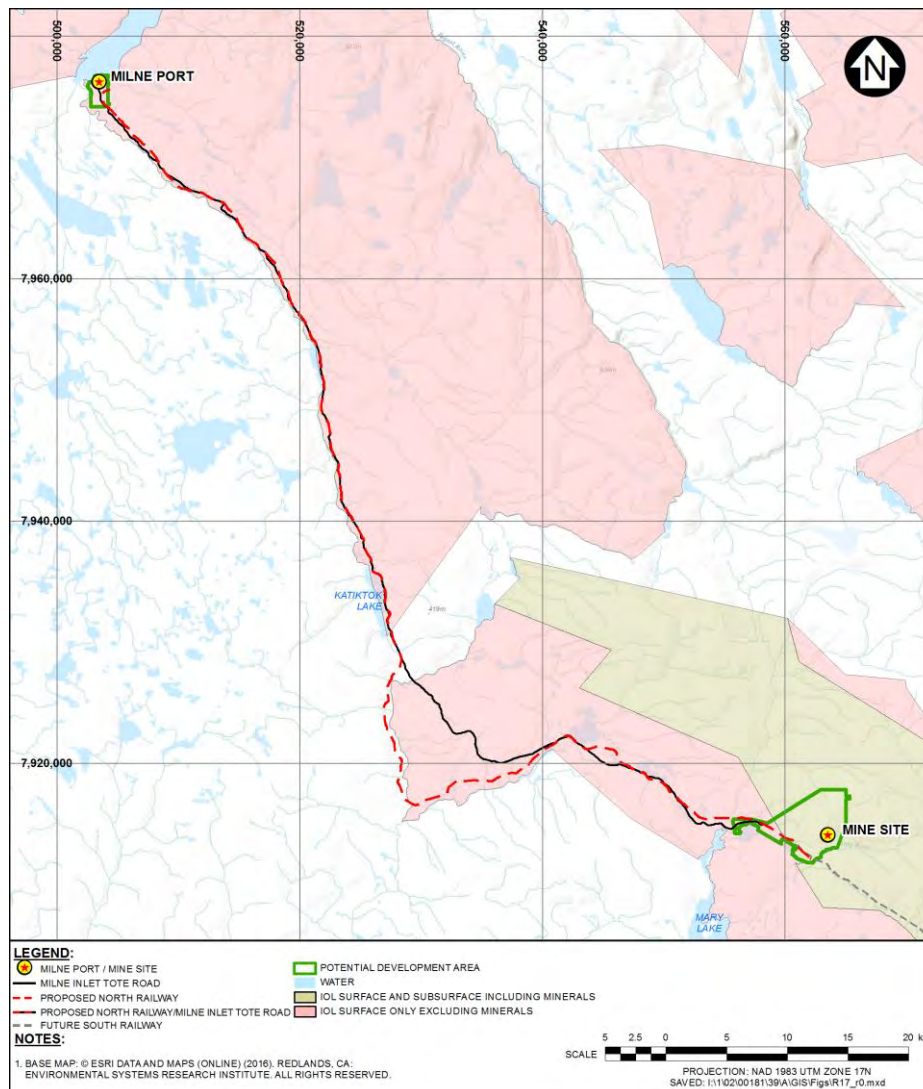 500,000
520,000
540,000
560,000
N
MILNE PORT
7,960,000
7,940,000
KATIKTOK
LAKE
419m
7,920,000
MINE SITE
MARY
LAKE
LEGEND:
MILNE PORT / MINE SITE
MILNE INLET TOTE ROAD
PROPOSED NORTH RAILWAY
PROPOSED NORTH RAILWAY/MILNE INLET TOTE ROAD
FUTURE SOUTH RAILWAY
POTENTIAL DEVELOPMENT AREA
WATER
IOL SURFACE AND SUBSURFACE INCLUDING MINERALS
IOL SURFACE ONLY EXCLUDING MINERALS
NOTES:
1. BASE MAP: © ESRI DATA AND MAPS (ONLINE) (2016). REDLANDS, CA:
ENVIRONMENTAL SYSTEMS RESEARCH INSTITUTE. ALL RIGHTS RESERVED.
5 2.5 0 5 10 15 20 k
SCALE
PROJECTION: NAD 1983 UTM ZONE 17N
SAVED: I:\1\02\00181\39\A\GIS\Figs\R17_r0.mxd